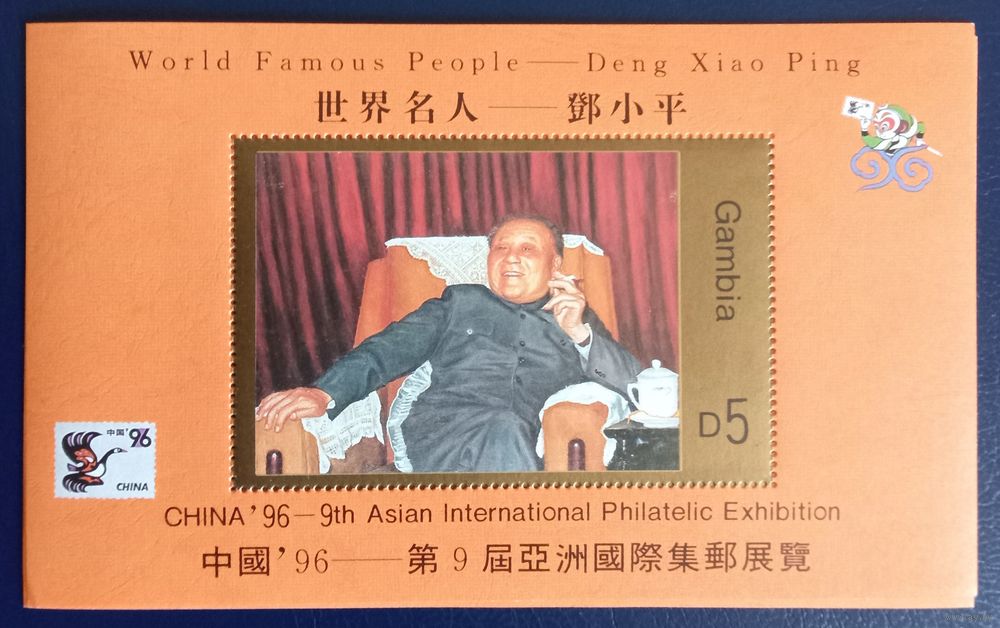 World Famous People——Deng Xiao Ping
世界名人——鄧小平
Gambia
D5
中国'96
CHINA
CHINA'96—9th Asian International Philatelic Exhibition
中國'96——第9屆亞洲國際集郵展覽